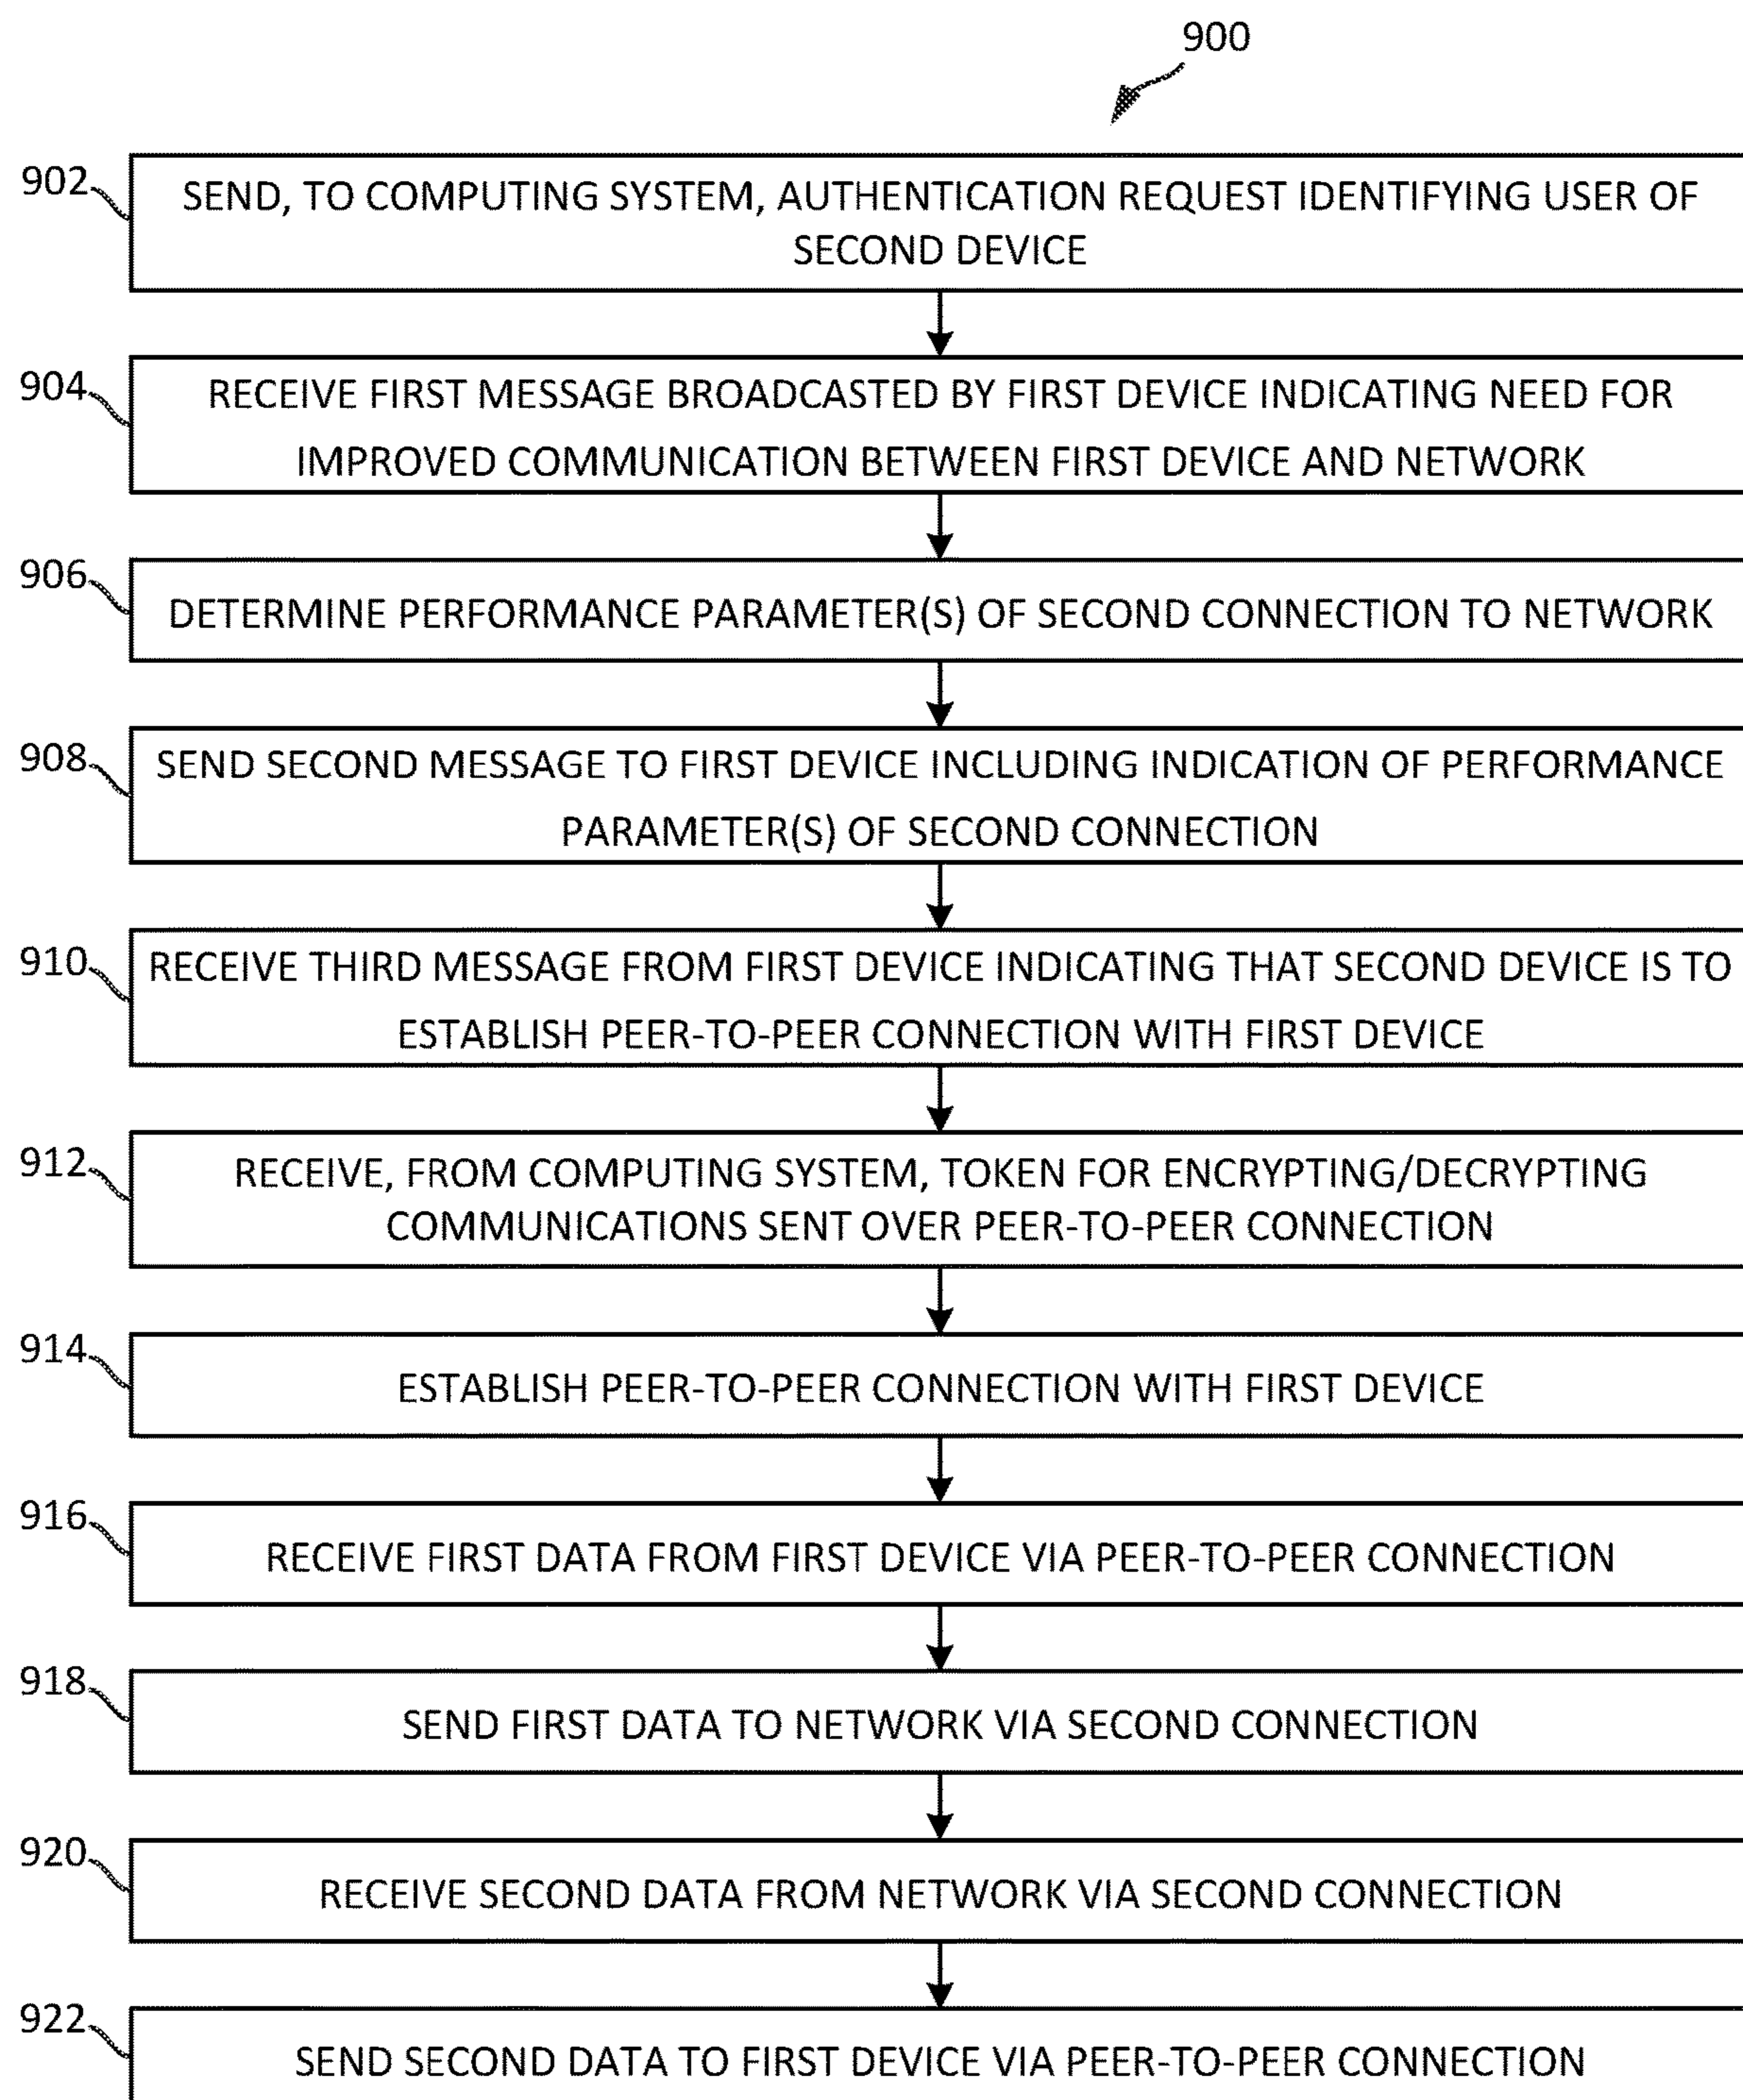 900
902
SEND, TO COMPUTING SYSTEM, AUTHENTICATION REQUEST IDENTIFYING USER OF
SECOND DEVICE
904
RECEIVE FIRST MESSAGE BROADCASTED BY FIRST DEVICE INDICATING NEED FOR
IMPROVED COMMUNICATION BETWEEN FIRST DEVICE AND NETWORK
906
DETERMINE PERFORMANCE PARAMETER(S) OF SECOND CONNECTION TO NETWORK
908
SEND SECOND MESSAGE TO FIRST DEVICE INCLUDING INDICATION OF PERFORMANCE
PARAMETER(S) OF SECOND CONNECTION
910
RECEIVE THIRD MESSAGE FROM FIRST DEVICE INDICATING THAT SECOND DEVICE IS TO
ESTABLISH PEER-TO-PEER CONNECTION WITH FIRST DEVICE
912
RECEIVE, FROM COMPUTING SYSTEM, TOKEN FOR ENCRYPTING/DECRYPTING
COMMUNICATIONS SENT OVER PEER-TO-PEER CONNECTION
914
ESTABLISH PEER-TO-PEER CONNECTION WITH FIRST DEVICE
916
RECEIVE FIRST DATA FROM FIRST DEVICE VIA PEER-TO-PEER CONNECTION
918
SEND FIRST DATA TO NETWORK VIA SECOND CONNECTION
920
RECEIVE SECOND DATA FROM NETWORK VIA SECOND CONNECTION
922
SEND SECOND DATA TO FIRST DEVICE VIA PEER-TO-PEER CONNECTION